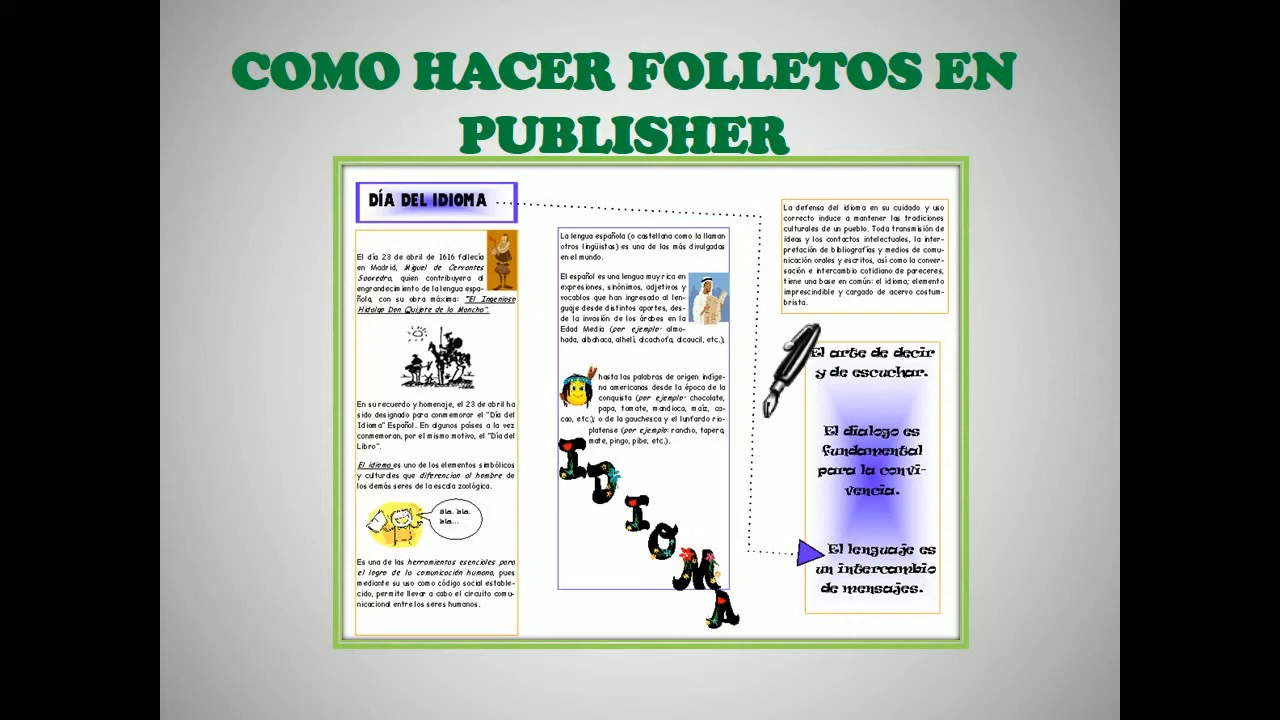 COMO HACER FOLLETOS EN
PUBLISHER
DÍA DEL IDIOMA
El día 23 de abril de 1616 fallecía
en Madrid, Miguel de Cervantes
Saavedra, quien contribuyera al
engrandecimiento de la lengua espa-
ñola, con su obra máxima: "El Ingenioso
Hidalgo Don Quijote de la Mancha".
En su recuerdo y homenaje, el 23 de abril ha
sido designado para conmemorar el "Día del
Idioma" Español. En algunos países a la vez
conmemoran, por el mismo motivo, el "Día del
Libro".
El idioma es uno de los elementos simbólicos
y culturales que diferencian al hombre de
los demás seres de la escala zoológica.
Bla, bla,
bla...
Es una de las herramientas esenciales para
el logro de la comunicación humana, pues
mediante su uso como código social estable-
cido, permite llevar a cabo el circuito comu-
nicacional entre los seres humanos.
La lengua española (o castellana como la llaman
otros lingüistas) es una de las más divulgadas
en el mundo.
El español es una lengua muy rica en
expresiones, sinónimos, adjetivos y
vocablos que han ingresado al len-
guaje desde distintos aportes, des-
de la invasión de los árabes en la
Edad Media (por ejemplo: almo-
hada, albahaca, alhelí, alcachofa, alcaucil, etc.),
hasta las palabras de origen indíge-
na americanas desde la época de la
conquista (por ejemplo: chocolate,
papa, tomate, mandioca, maíz, ca-
cao, etc.); o de la gauchesca y el lunfardo rio-
platense (por ejemplo: rancho, tapera,
mate, pingo, pibe, etc.).
IDIOMA
La defensa del idioma en su cuidado y uso
correcto induce a mantener las tradiciones
culturales de un pueblo. Toda transmisión de
ideas y los contactos intelectuales, la inter-
pretación de bibliografías y medios de comu-
nicación orales y escritos, así como la conver-
sación e intercambio cotidiano de pareceres,
tiene una base en común: el idioma; elemento
imprescindible y cargado de acervo costum-
brista.
El arte de decir
y de escuchar.
El dialogo es
fundamental
para la convi-
vencia.
El lenguaje es
un intercambio
de mensajes.